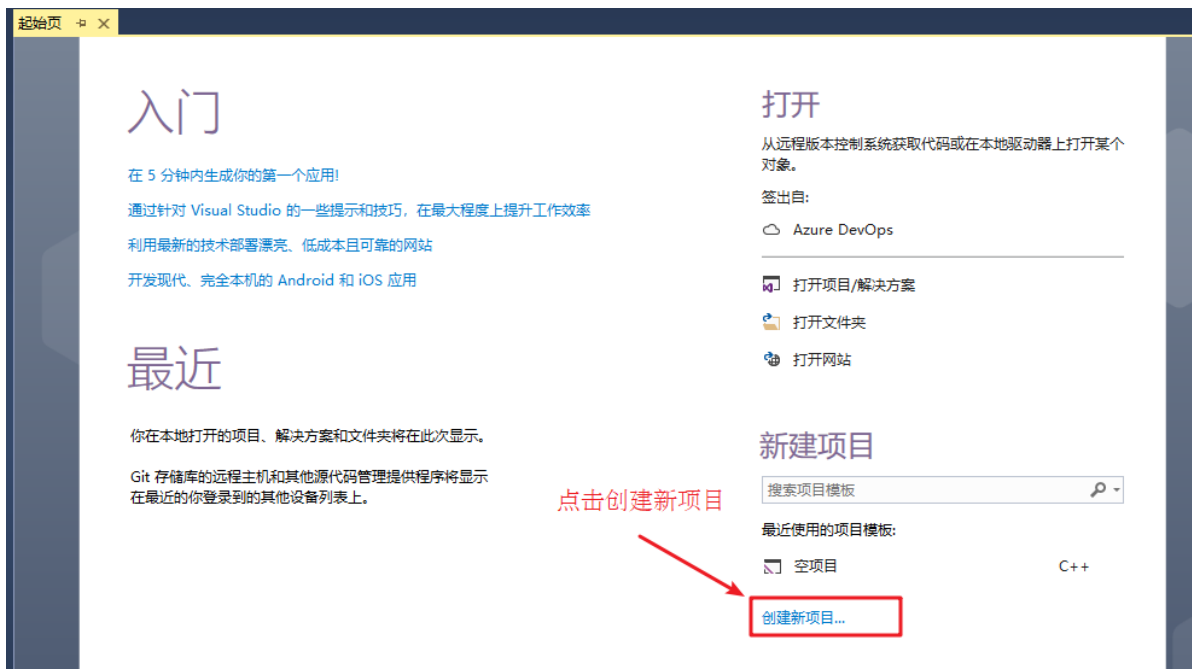 起始页
入门
在 5 分钟内生成你的第一个应用!
通过针对 Visual Studio 的一些提示和技巧，在最大程度上提升工作效率
利用最新的技术部署漂亮、低成本且可靠的网站
开发现代、完全本机的 Android 和 iOS 应用
最近
你在本地打开的项目、解决方案和文件夹将在此次显示。
Git 存储库的远程主机和其他源代码管理提供程序将显示
在最近的你登录到的其他设备列表上。
打开
从远程版本控制系统获取代码或在本地驱动器上打开某个
对象。
签出自:
Azure DevOps
打开项目/解决方案
打开文件夹
打开网站
新建项目
搜索项目模板
最近使用的项目模板:
空项目 C++
点击创建新项目
创建新项目...